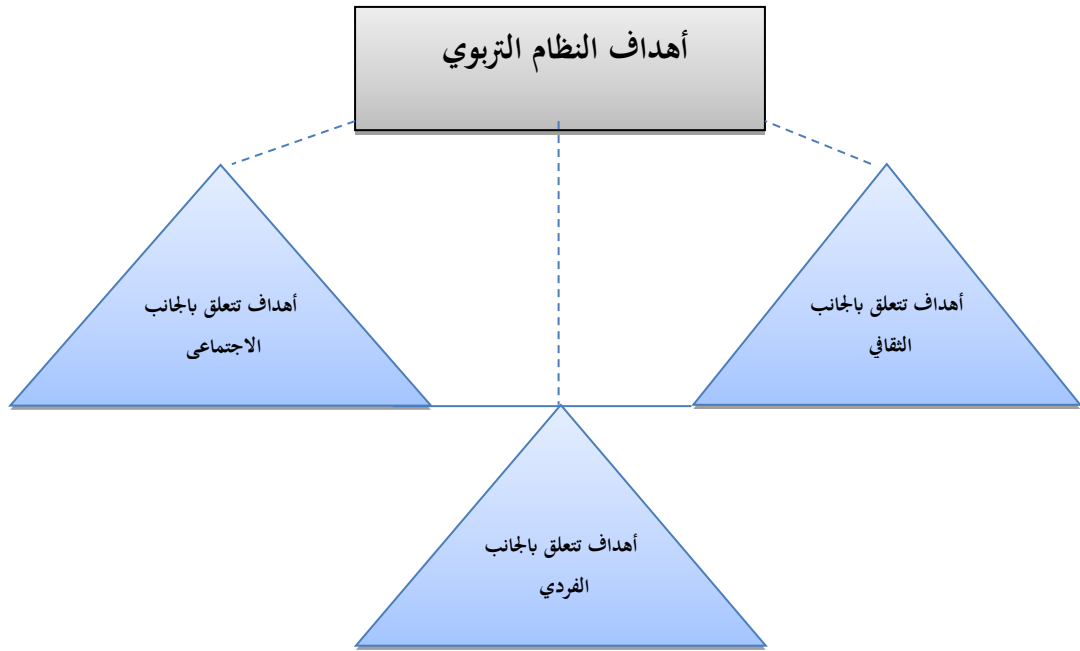 أهداف النظام التربوي
أهداف تتعلق بالجانب
الثقافي
أهداف تتعلق بالجانب
الاجتماعى
أهداف تتعلق بالجانب
الفردي